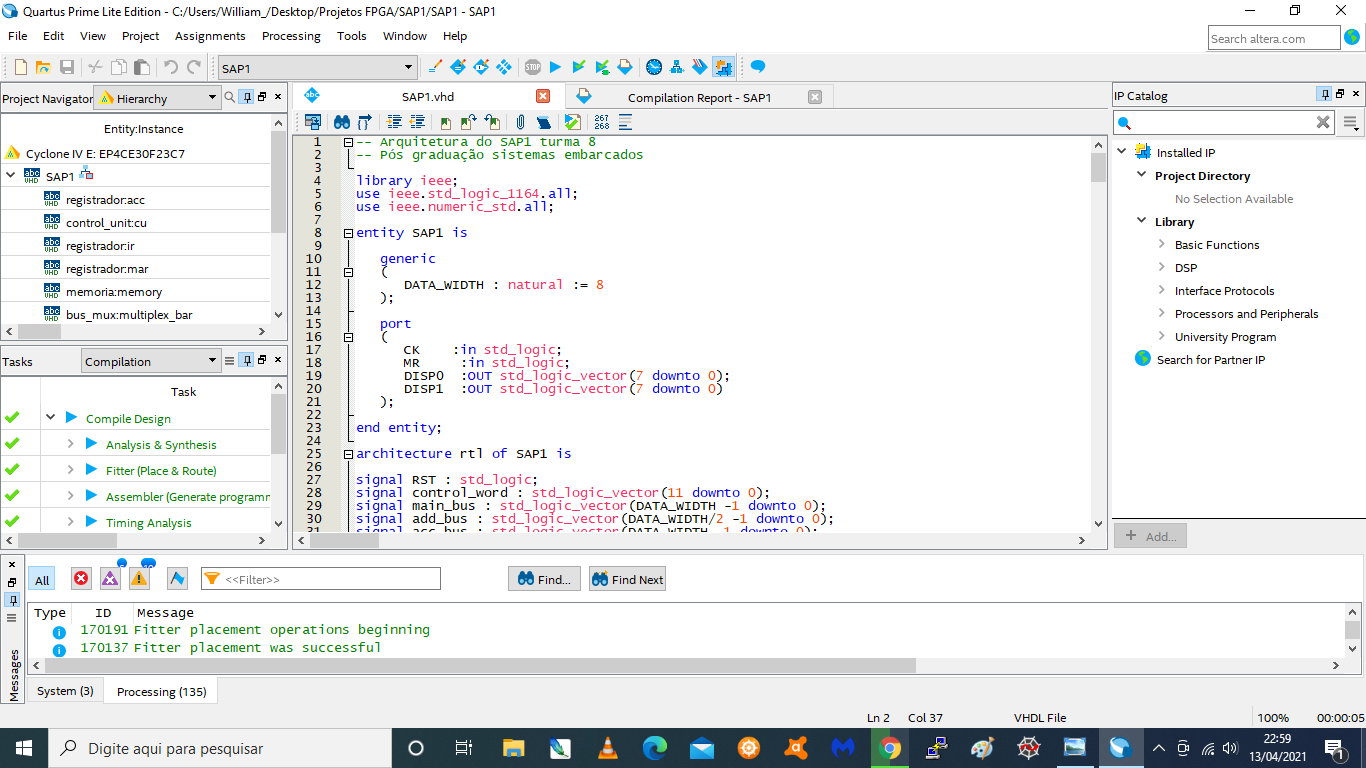 Quartus Prime Lite Edition - C:/Users/William_/Desktop/Projetos FPGA/SAP1/SAP1 - SAP1
File Edit View Project Assignments Processing Tools Window Help
Search altera.com
SAP1
Project Navigator Hierarchy
Entity:Instance
Cyclone IV E: EP4CE30F23C7
SAP1
registrador:acc
control_unit:cu
registrador:ir
registrador:mar
memoria:memory
bus_mux:multiplex_bar
Tasks Compilation
Task
Compile Design
Analysis & Synthesis
Fitter (Place & Route)
Assembler (Generate programm
Timing Analysis
SAP1.vhd
Compilation Report - SAP1
267
268
1 -- Arquitetura do SAP1 turma 8
2 -- Pós graduação sistemas embarcados
3
4 library ieee;
5 use ieee.std_logic_1164.all;
6 use ieee.numeric_std.all;
7
8 entity SAP1 is
9
10 generic
11 (
12 DATA_WIDTH : natural := 8
13 );
14
15 port
16 (
17 CK :in std_logic;
18 MR :in std_logic;
19 DISP0 :OUT std_logic_vector(7 downto 0);
20 DISP1 :OUT std_logic_vector(7 downto 0)
21 );
22
23 end entity;
24
25 architecture rtl of SAP1 is
26
27 signal RST : std_logic;
28 signal control_word : std_logic_vector(11 downto 0);
29 signal main_bus : std_logic_vector(DATA_WIDTH -1 downto 0);
30 signal add_bus : std_logic_vector(DATA_WIDTH/2 -1 downto 0);
31 signal acc_bus : std_logic_vector(DATA_WIDTH -1 downto 0);
IP Catalog
Installed IP
Project Directory
No Selection Available
Library
Basic Functions
DSP
Interface Protocols
Processors and Peripherals
University Program
Search for Partner IP
+ Add...
All
<<Filter>>
Find...
Find Next
Type ID Message
170191 Fitter placement operations beginning
170137 Fitter placement was successful
Messages
System (3) Processing (135)
Ln 2 Col 37 VHDL File 100% 00:00:05
Digite aqui para pesquisar
22:59
13/04/2021
1